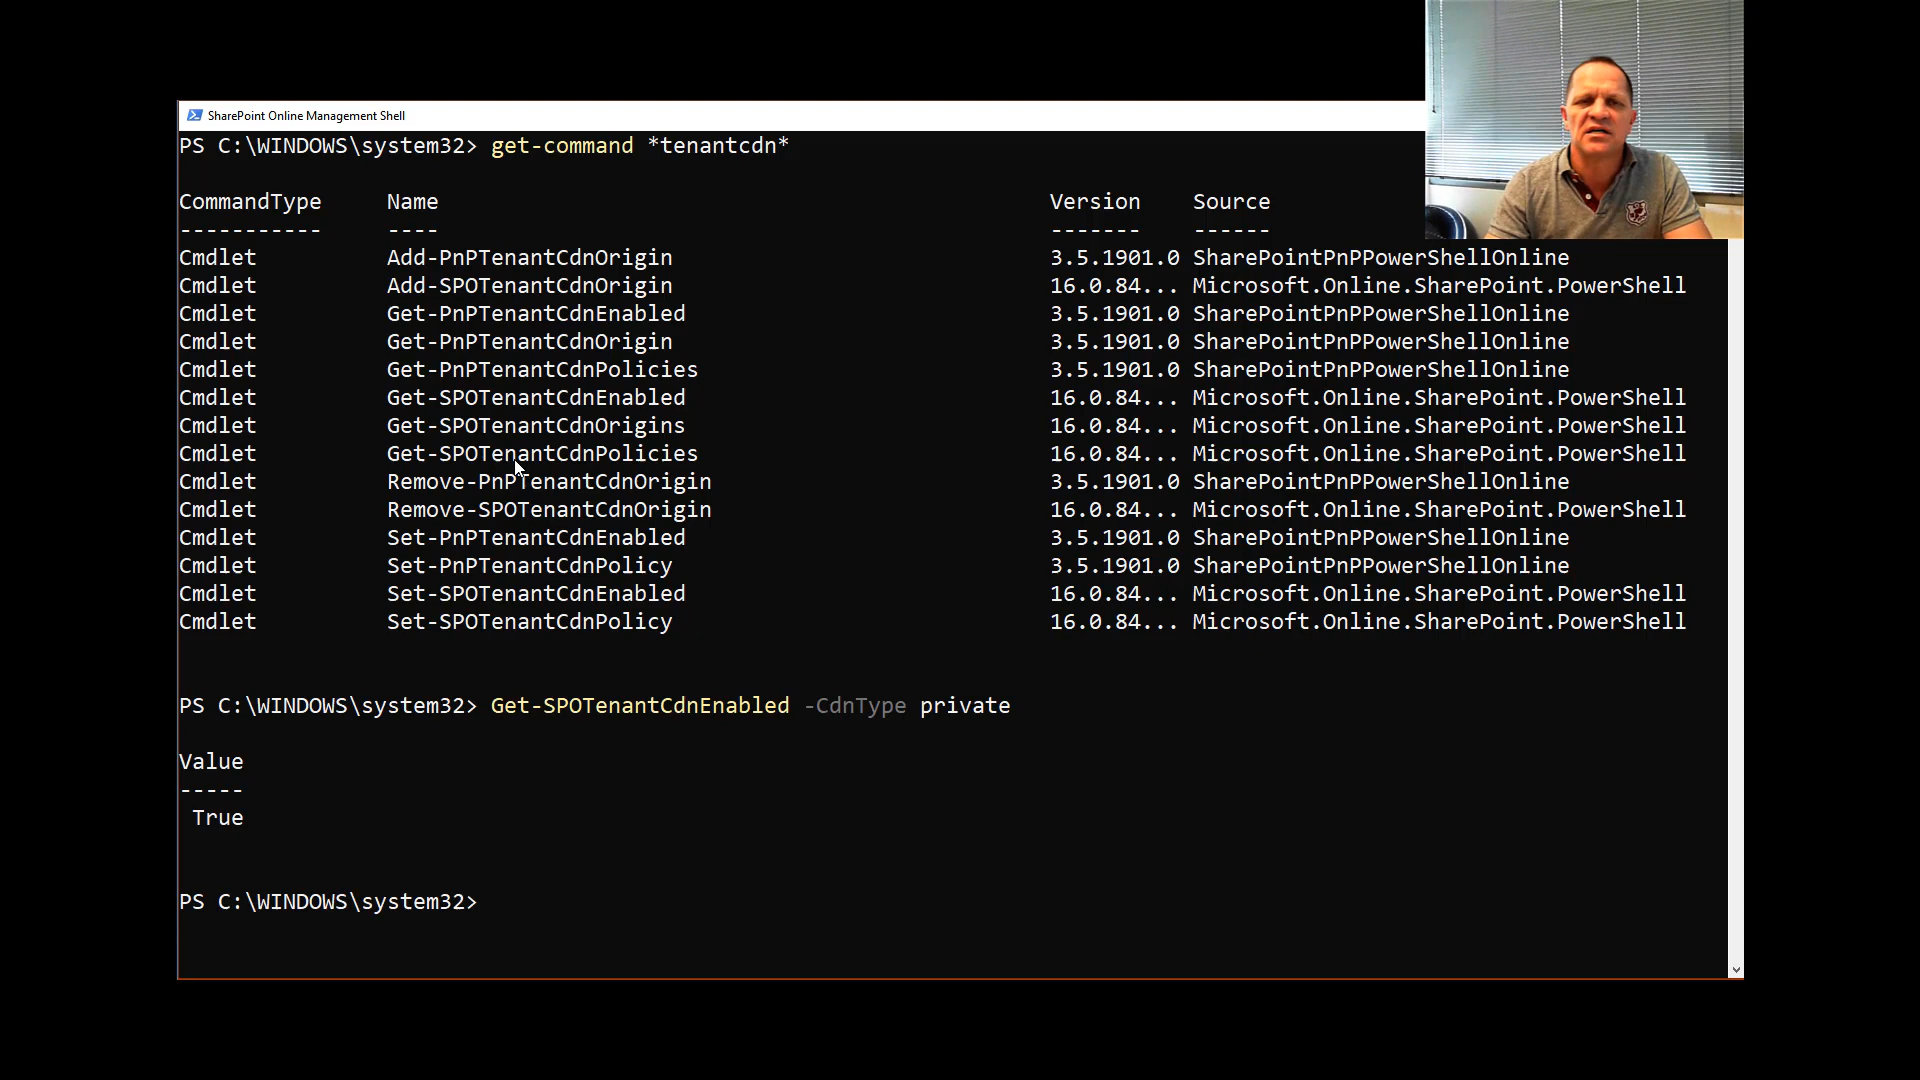 SharePoint Online Management Shell
PS C:\WINDOWS\system32> get-command *tenantcdn*
CommandType Name Version Source
----------- ---- ------- ------
Cmdlet Add-PnPTenantCdnOrigin 3.5.1901.0 SharePointPnPPowerShellOnline
Cmdlet Add-SPOTenantCdnOrigin 16.0.84... Microsoft.Online.SharePoint.PowerShell
Cmdlet Get-PnPTenantCdnEnabled 3.5.1901.0 SharePointPnPPowerShellOnline
Cmdlet Get-PnPTenantCdnOrigin 3.5.1901.0 SharePointPnPPowerShellOnline
Cmdlet Get-PnPTenantCdnPolicies 3.5.1901.0 SharePointPnPPowerShellOnline
Cmdlet Get-SPOTenantCdnEnabled 16.0.84... Microsoft.Online.SharePoint.PowerShell
Cmdlet Get-SPOTenantCdnOrigins 16.0.84... Microsoft.Online.SharePoint.PowerShell
Cmdlet Get-SPOTenantCdnPolicies 16.0.84... Microsoft.Online.SharePoint.PowerShell
Cmdlet Remove-PnPTenantCdnOrigin 3.5.1901.0 SharePointPnPPowerShellOnline
Cmdlet Remove-SPOTenantCdnOrigin 16.0.84... Microsoft.Online.SharePoint.PowerShell
Cmdlet Set-PnPTenantCdnEnabled 3.5.1901.0 SharePointPnPPowerShellOnline
Cmdlet Set-PnPTenantCdnPolicy 3.5.1901.0 SharePointPnPPowerShellOnline
Cmdlet Set-SPOTenantCdnEnabled 16.0.84... Microsoft.Online.SharePoint.PowerShell
Cmdlet Set-SPOTenantCdnPolicy 16.0.84... Microsoft.Online.SharePoint.PowerShell
PS C:\WINDOWS\system32> Get-SPOTenantCdnEnabled -CdnType private
Value
-----
True
PS C:\WINDOWS\system32>